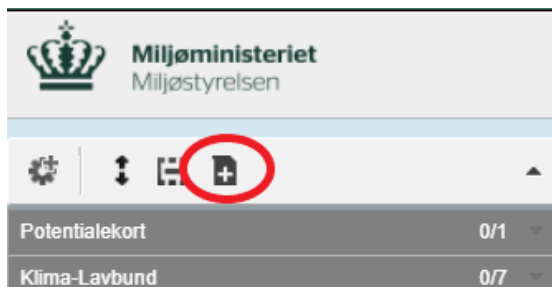 Miljøministeriet
Miljøstyrelsen
Potentialekort 0/1
Klima-Lavbund 0/7